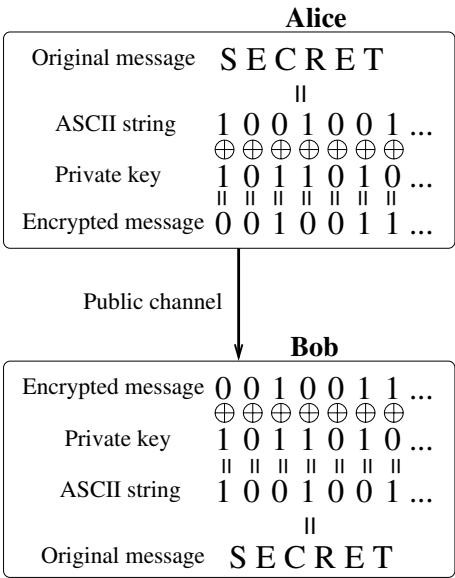 Alice
Original message S E C R E T
=
ASCII string 1 0 0 1 0 0 1 ...
⊕ ⊕ ⊕ ⊕ ⊕ ⊕ ⊕
Private key 1 0 1 1 0 1 0 ...
= = = = = = =
Encrypted message 0 0 1 0 0 1 1 ...
Public channel
Bob
Encrypted message 0 0 1 0 0 1 1 ...
⊕ ⊕ ⊕ ⊕ ⊕ ⊕ ⊕
Private key 1 0 1 1 0 1 0 ...
= = = = = = =
ASCII string 1 0 0 1 0 0 1 ...
=
Original message S E C R E T